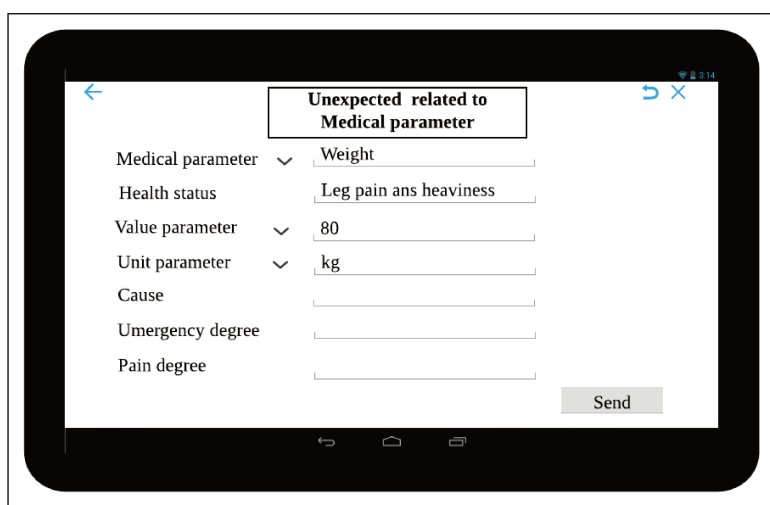 3:14
Unexpected related to
Medical parameter
Medical parameter Weight
Health status Leg pain ans heaviness
Value parameter 80
Unit parameter kg
Cause
Umergency degree
Pain degree
Send